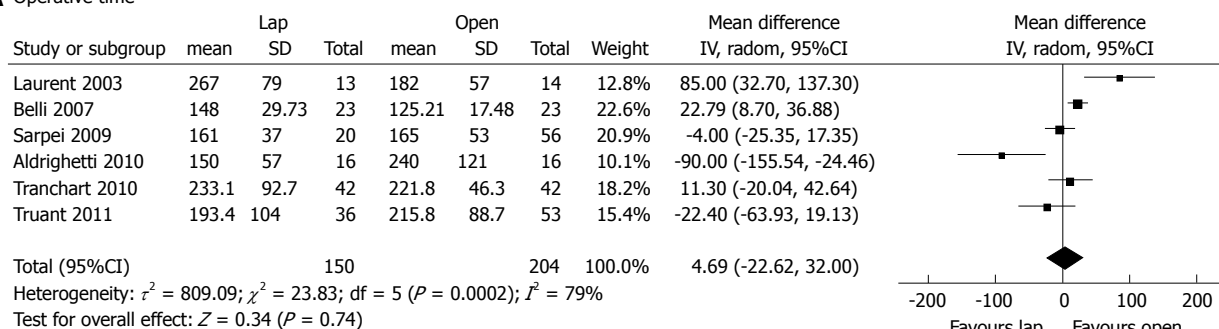 A Operative time
Lap Open Mean difference Mean difference
Study or subgroup mean SD Total mean SD Total Weight IV, radom, 95%CI IV, radom, 95%CI
Laurent 2003 267 79 13 182 57 14 12.8% 85.00 (32.70, 137.30)
Belli 2007 148 29.73 23 125.21 17.48 23 22.6% 22.79 (8.70, 36.88)
Sarpei 2009 161 37 20 165 53 56 20.9% -4.00 (-25.35, 17.35)
Aldrighetti 2010 150 57 16 240 121 16 10.1% -90.00 (-155.54, -24.46)
Tranchart 2010 233.1 92.7 42 221.8 46.3 42 18.2% 11.30 (-20.04, 42.64)
Truant 2011 193.4 104 36 215.8 88.7 53 15.4% -22.40 (-63.93, 19.13)
Total (95%CI) 150 204 100.0% 4.69 (-22.62, 32.00)
Heterogeneity: τ² = 809.09; χ² = 23.83; df = 5 (P = 0.0002); I² = 79%
Test for overall effect: Z = 0.34 (P = 0.74)
-200 -100 0 100 200
Favours lap Favours open